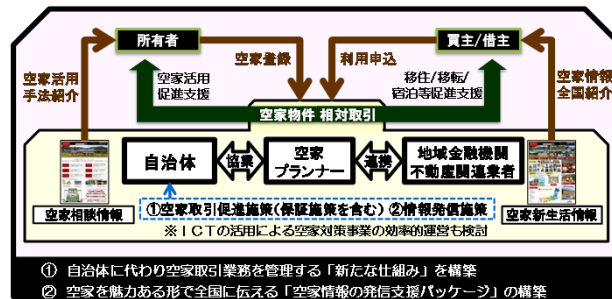 所有者
買主/借主
空家活用
手法紹介
空家登録
利用申込
空家情報
全国紹介
空家活用
促進支援
移住/移転/
宿泊等促進支援
空家物件 相対取引
自治体
協業
空家
プランナー
連携
地域金融機関
不動産関連業者
空家相談情報
①空家取引促進施策(保証施策を含む) ②情報発信施策
空家新生活情報
※ICTの活用による空家対策事業の効率的運営も検討
① 自治体に代わり空家取引業務を管理する「新たな仕組み」を構築
② 空家を魅力ある形で全国に伝える「空家情報の発信支援パッケージ」の構築